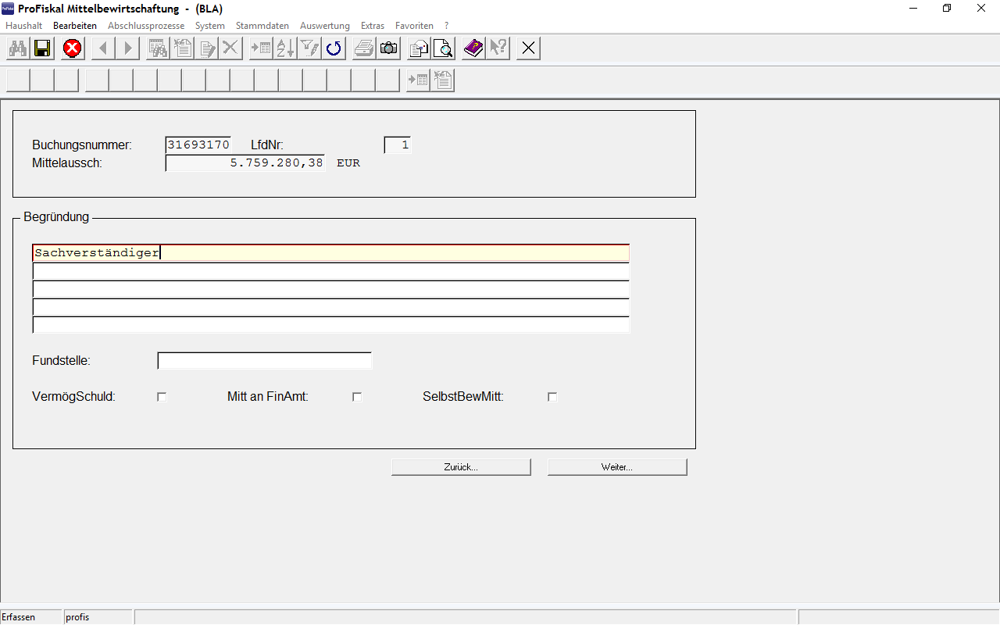 ProFiskal Mittelbewirtschaftung - (BLA)
Haushalt Bearbeiten Abschlussprozesse System Stammdaten Auswertung Extras Favoriten ?
Buchungsnummer: 31693170 LfdNr: 1
Mittelaussch: 5.759.280,38 EUR
Begründung
Sachverständiger
Fundstelle:
VermögSchuld: Mitt an FinAmt: SelbstBewMitt:
Zurück... Weiter...
Erfassen profis